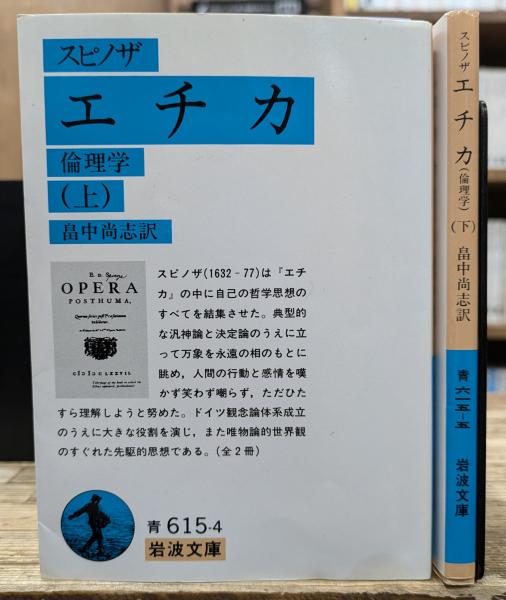 スピノザ
エチカ
倫理学
(上)
畠中尚志訳
OPERA
POSTHUMA,
スピノザ(1632-77)は『エチ
カ』の中に自己の哲学思想の
すべてを結集させた。典型的
な汎神論と決定論のうえに立
って万象を永遠の相のもとに
眺め,人間の行動と感情を嘆
かず笑わず嘲らず,ただひた
すら理解しようと努めた。ドイツ観念論体系成立
のうえに大きな役割を演じ,また唯物論的世界観
のすぐれた先駆的思想である。(全2冊)
青 615-4
岩波文庫
スピノザ エチカ(倫理学)(下) 畠中尚志訳
青六一五-五
岩波文庫